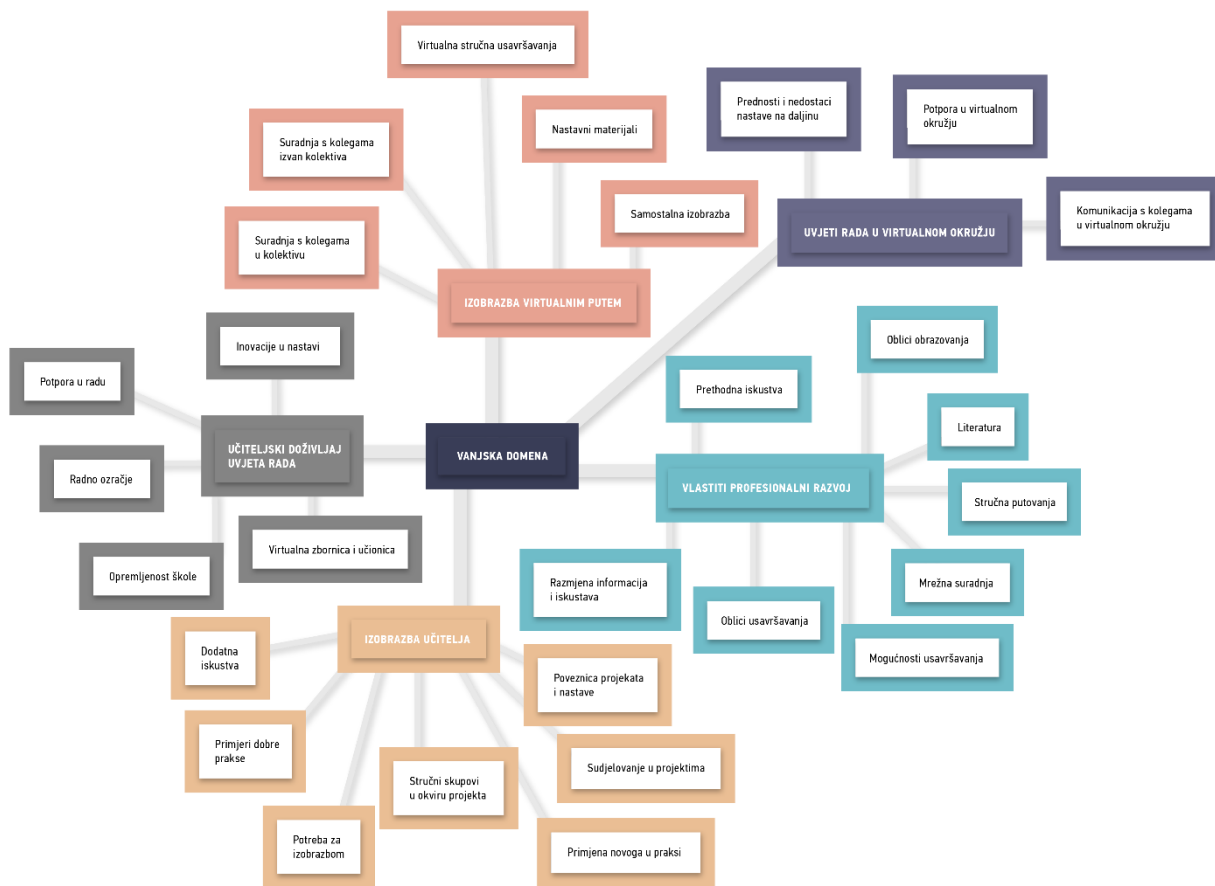 Virtualna stručna usavršavanja
Suradnja s kolegama
izvan kolektiva
Nastavni materijali
Suradnja s kolegama
u kolektivu
Samostalna izobrazba
IZOBRAZBA VIRTUALNIM PUTEM
Prednosti i nedostaci
nastave na daljinu
Potpora u virtualnom
okružju
Komunikacija s kolegama
u virtualnom okružju
UVJETI RADA U VIRTUALNOM OKRUŽJU
Inovacije u nastavi
Potpora u radu
UČITELJSKI DOŽIVLJAJ
UVJETA RADA
Radno ozračje
Opremljenost škole
Virtualna zbornica i učionica
VANJSKA DOMENA
Oblici obrazovanja
Prethodna iskustva
Literatura
VLASTITI PROFESIONALNI RAZVOJ
Stručna putovanja
Mrežna suradnja
Razmjena informacija
i iskustava
Oblici usavršavanja
Mogućnosti usavršavanja
IZOBRAZBA UČITELJA
Dodatna
iskustva
Poveznica projekata
i nastave
Primjeri dobre
prakse
Sudjelovanje u projektima
Stručni skupovi
u okviru projekta
Potreba za
izobrazbom
Primjena novoga u praksi